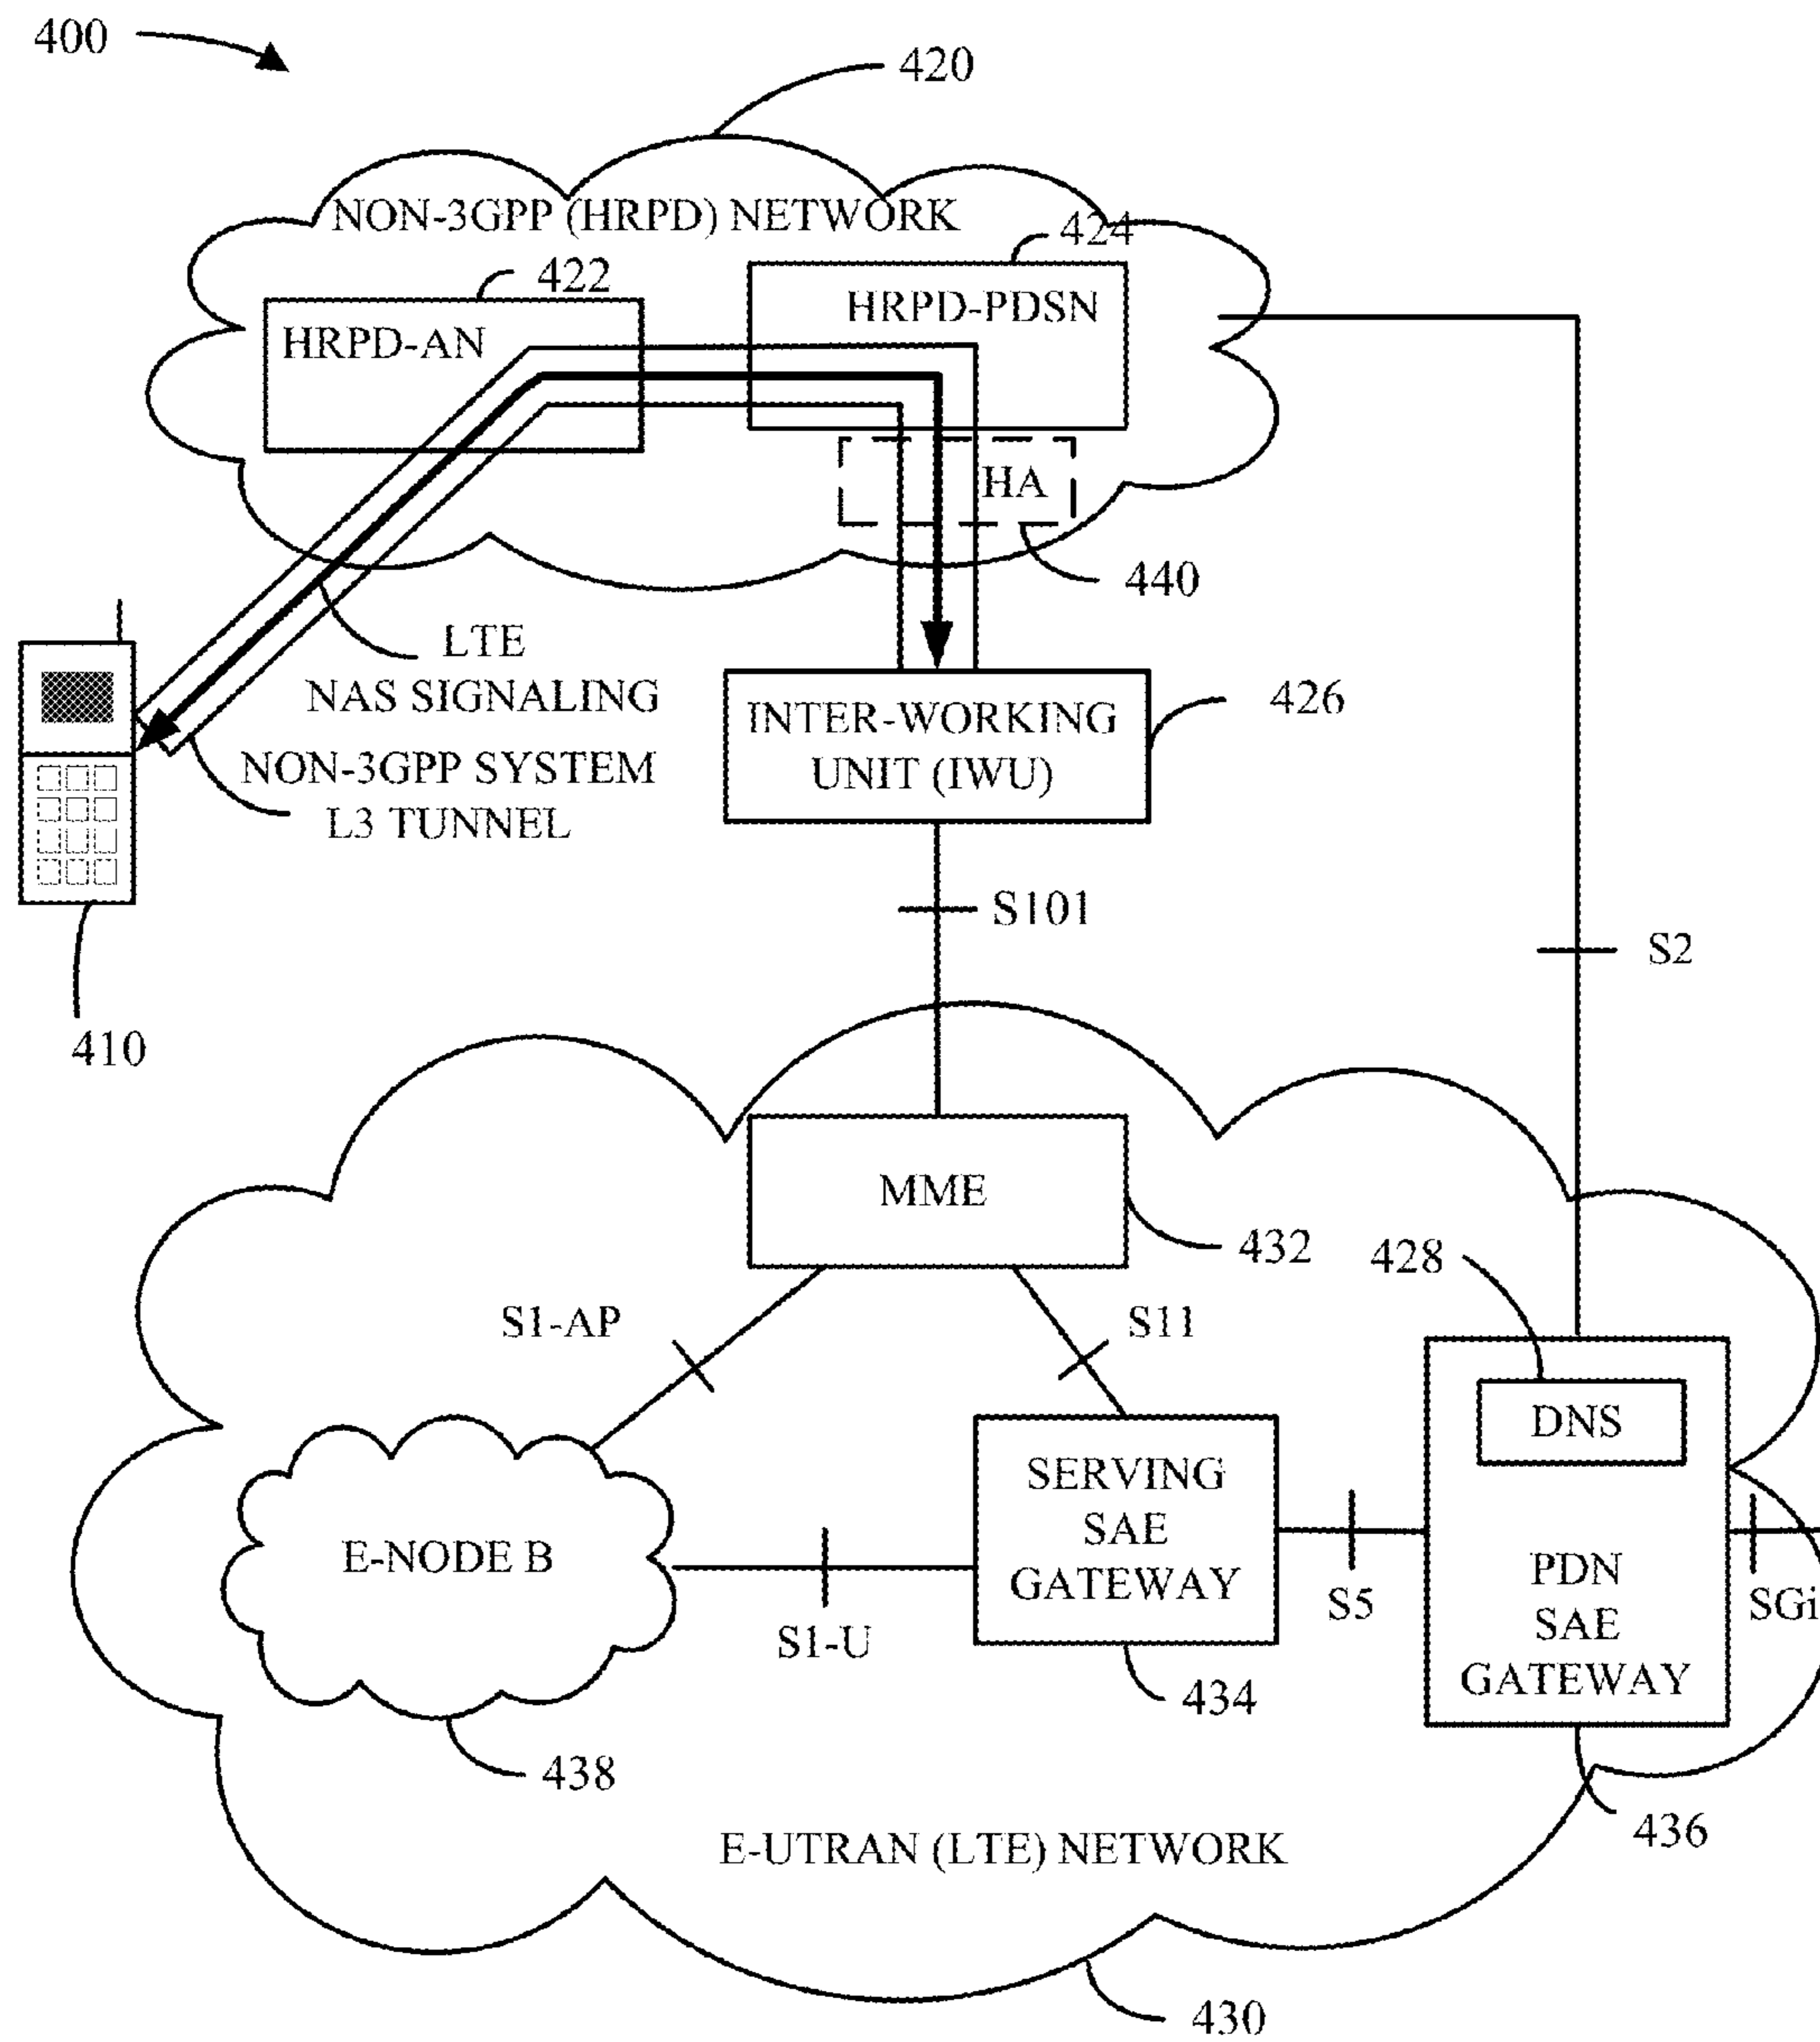 400
420
NON-3GPP (HRPD) NETWORK
424
422
HRPD-PDSN
HRPD-AN
HA
440
LTE
NAS SIGNALING
NON-3GPP SYSTEM
L3 TUNNEL
INTER-WORKING
UNIT (IWU)
426
S101
S2
410
MME
432
428
S1-AP
S11
DNS
SERVING
SAE
GATEWAY
E-NODE B
PDN
SAE
GATEWAY
S5
SGi
S1-U
434
438
436
E-UTRAN (LTE) NETWORK
430